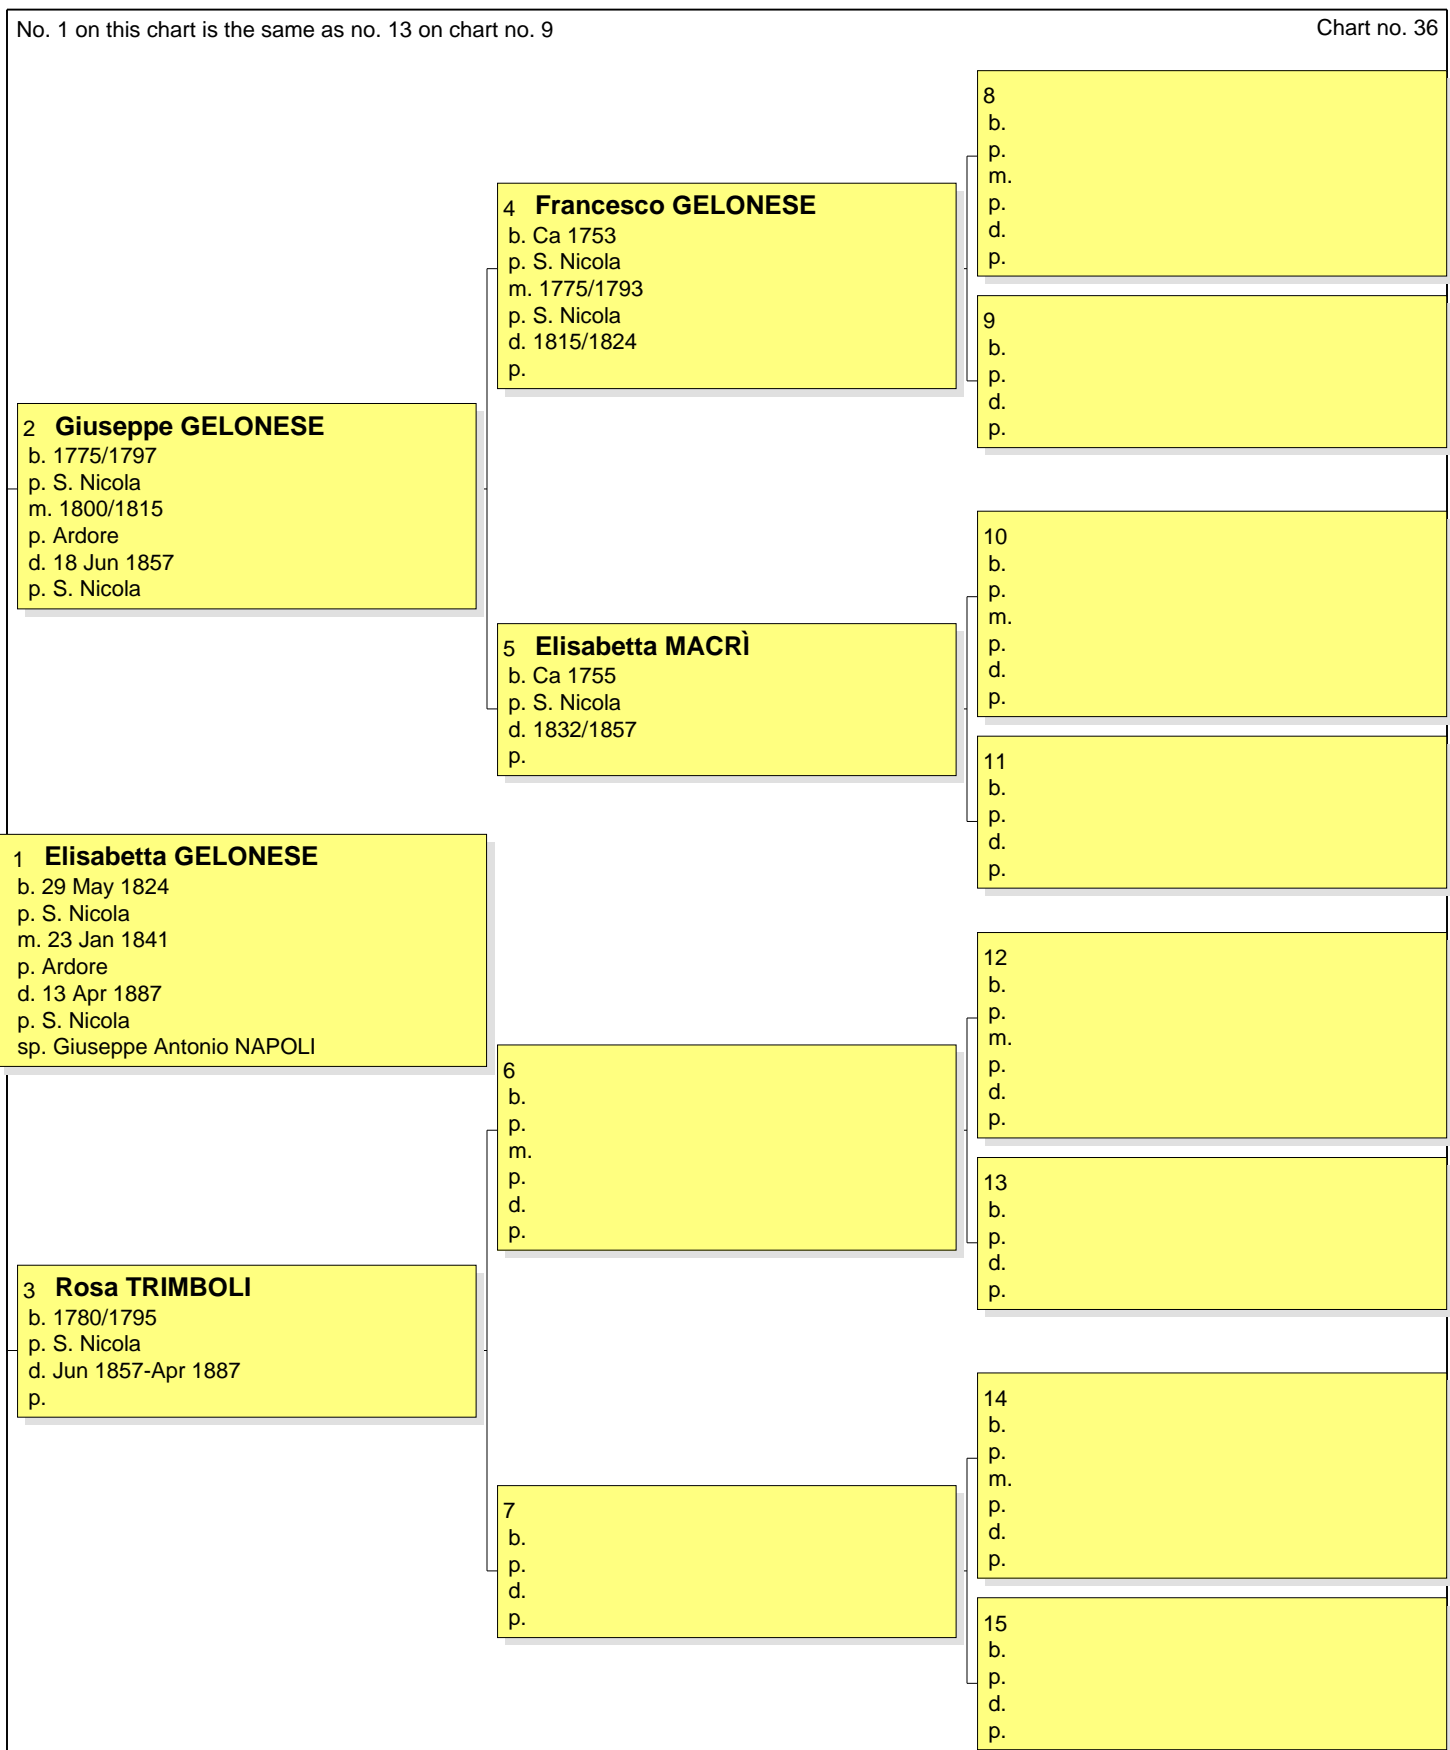 No. 1 on this chart is the same as no. 13 on chart no. 9
Chart no. 36
8
b.
p.
m.
p.
d.
p.
4 Francesco GELONESE
b. Ca 1753
p. S. Nicola
m. 1775/1793
p. S. Nicola
d. 1815/1824
p.
9
b.
p.
d.
p.
2 Giuseppe GELONESE
b. 1775/1797
p. S. Nicola
m. 1800/1815
p. Ardore
d. 18 Jun 1857
p. S. Nicola
10
b.
p.
m.
p.
d.
p.
5 Elisabetta MACRÌ
b. Ca 1755
p. S. Nicola
d. 1832/1857
p.
11
b.
p.
d.
p.
1 Elisabetta GELONESE
b. 29 May 1824
p. S. Nicola
m. 23 Jan 1841
p. Ardore
d. 13 Apr 1887
p. S. Nicola
sp. Giuseppe Antonio NAPOLI
12
b.
p.
m.
p.
d.
p.
6
b.
p.
m.
p.
d.
p.
13
b.
p.
d.
p.
3 Rosa TRIMBOLI
b. 1780/1795
p. S. Nicola
d. Jun 1857-Apr 1887
p.
14
b.
p.
m.
p.
d.
p.
7
b.
p.
d.
p.
15
b.
p.
d.
p.